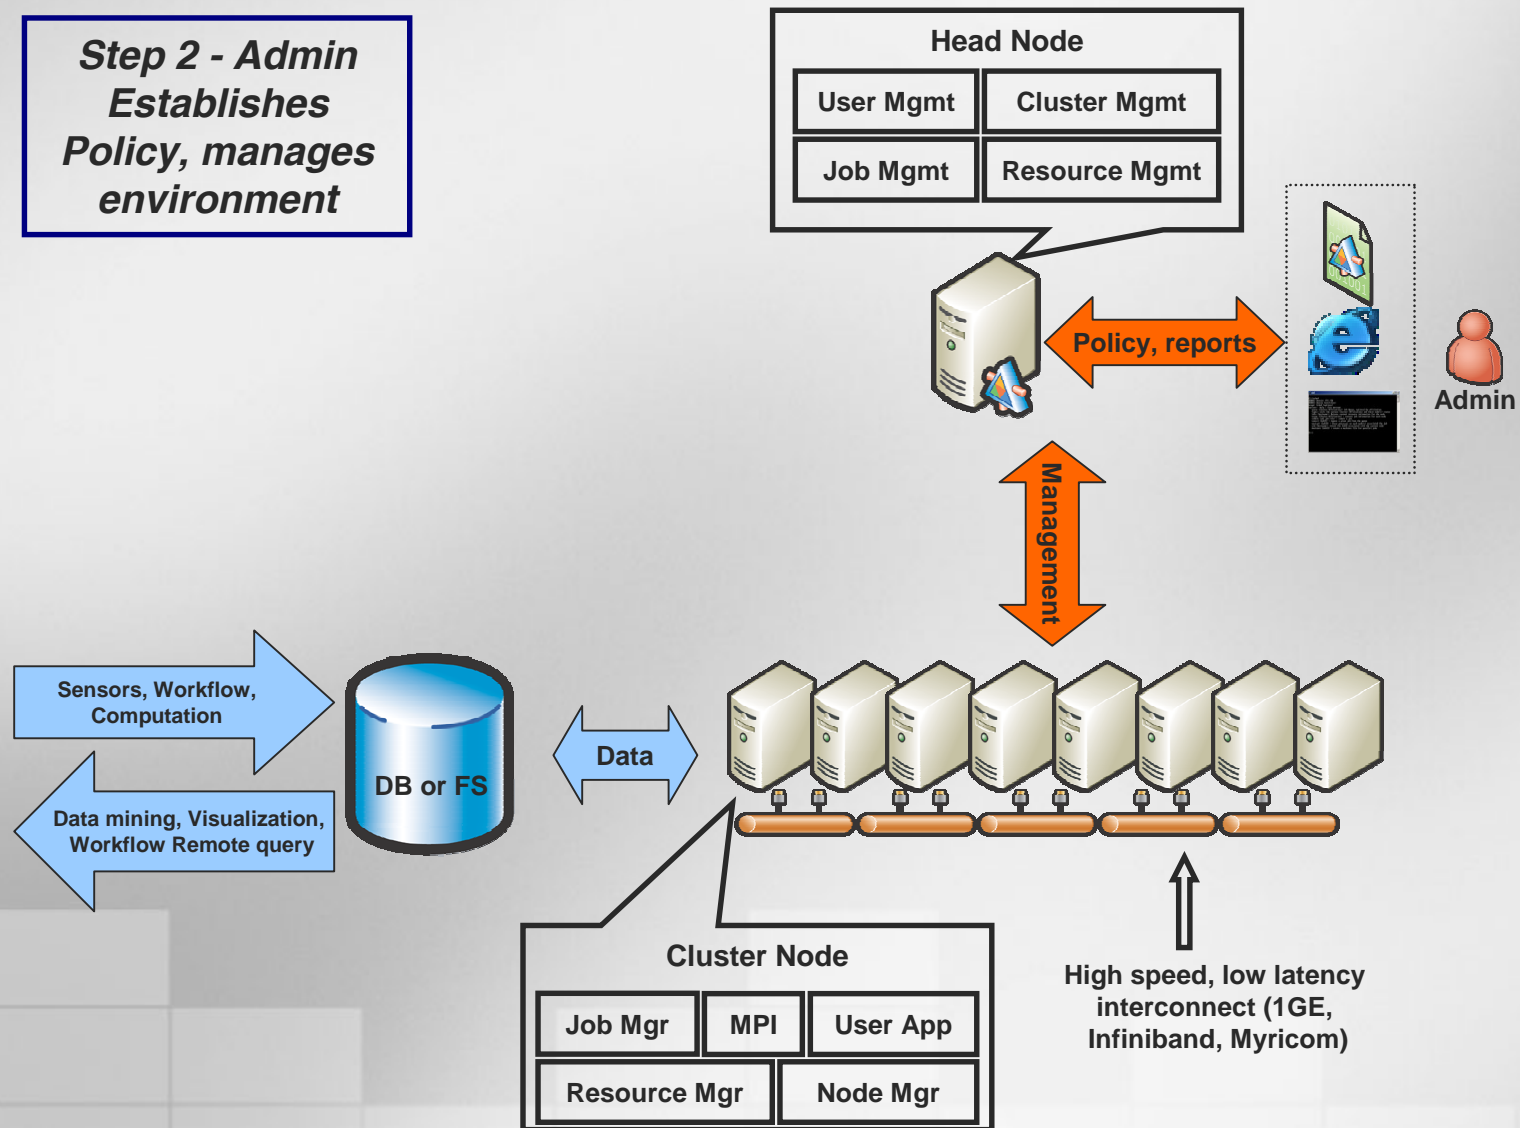 Step 2 - Admin
Establishes
Policy, manages
environment
Head Node
User Mgmt
Cluster Mgmt
Job Mgmt
Resource Mgmt
Policy, reports
Admin
Management
Sensors, Workflow,
Computation
Data mining, Visualization,
Workflow Remote query
DB or FS
Data
Cluster Node
Job Mgr
MPI
User App
Resource Mgr
Node Mgr
High speed, low latency
interconnect (1GE,
Infiniband, Myricom)